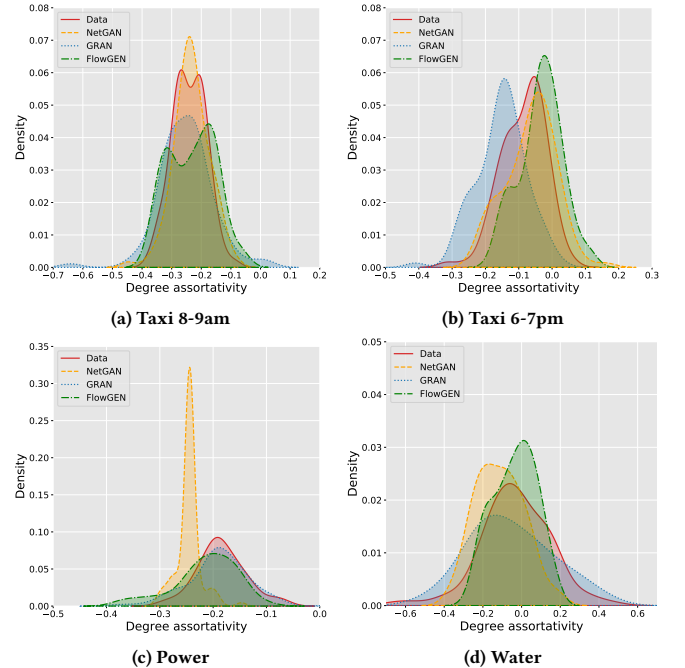 0.08
0.07
0.06
0.05
0.04
0.03
0.02
0.01
0.00
Density
Data
NetGAN
GRAN
FlowGEN
−0.7 −0.6 −0.5 −0.4 −0.3 −0.2 −0.1 0.0 0.1 0.2
Degree assortativity
(a) Taxi 8-9am
0.08
0.07
0.06
0.05
0.04
0.03
0.02
0.01
0.00
Density
Data
NetGAN
GRAN
FlowGEN
−0.5 −0.4 −0.3 −0.2 −0.1 0.0 0.1 0.2 0.3
Degree assortativity
(b) Taxi 6-7pm
0.35
0.30
0.25
0.20
0.15
0.10
0.05
0.00
Density
Data
NetGAN
GRAN
FlowGEN
−0.5 −0.4 −0.3 −0.2 −0.1 0.0
Degree assortativity
(c) Power
0.05
0.04
0.03
0.02
0.01
0.00
Density
Data
NetGAN
GRAN
FlowGEN
−0.6 −0.4 −0.2 0.0 0.2 0.4 0.6
Degree assortativity
(d) Water